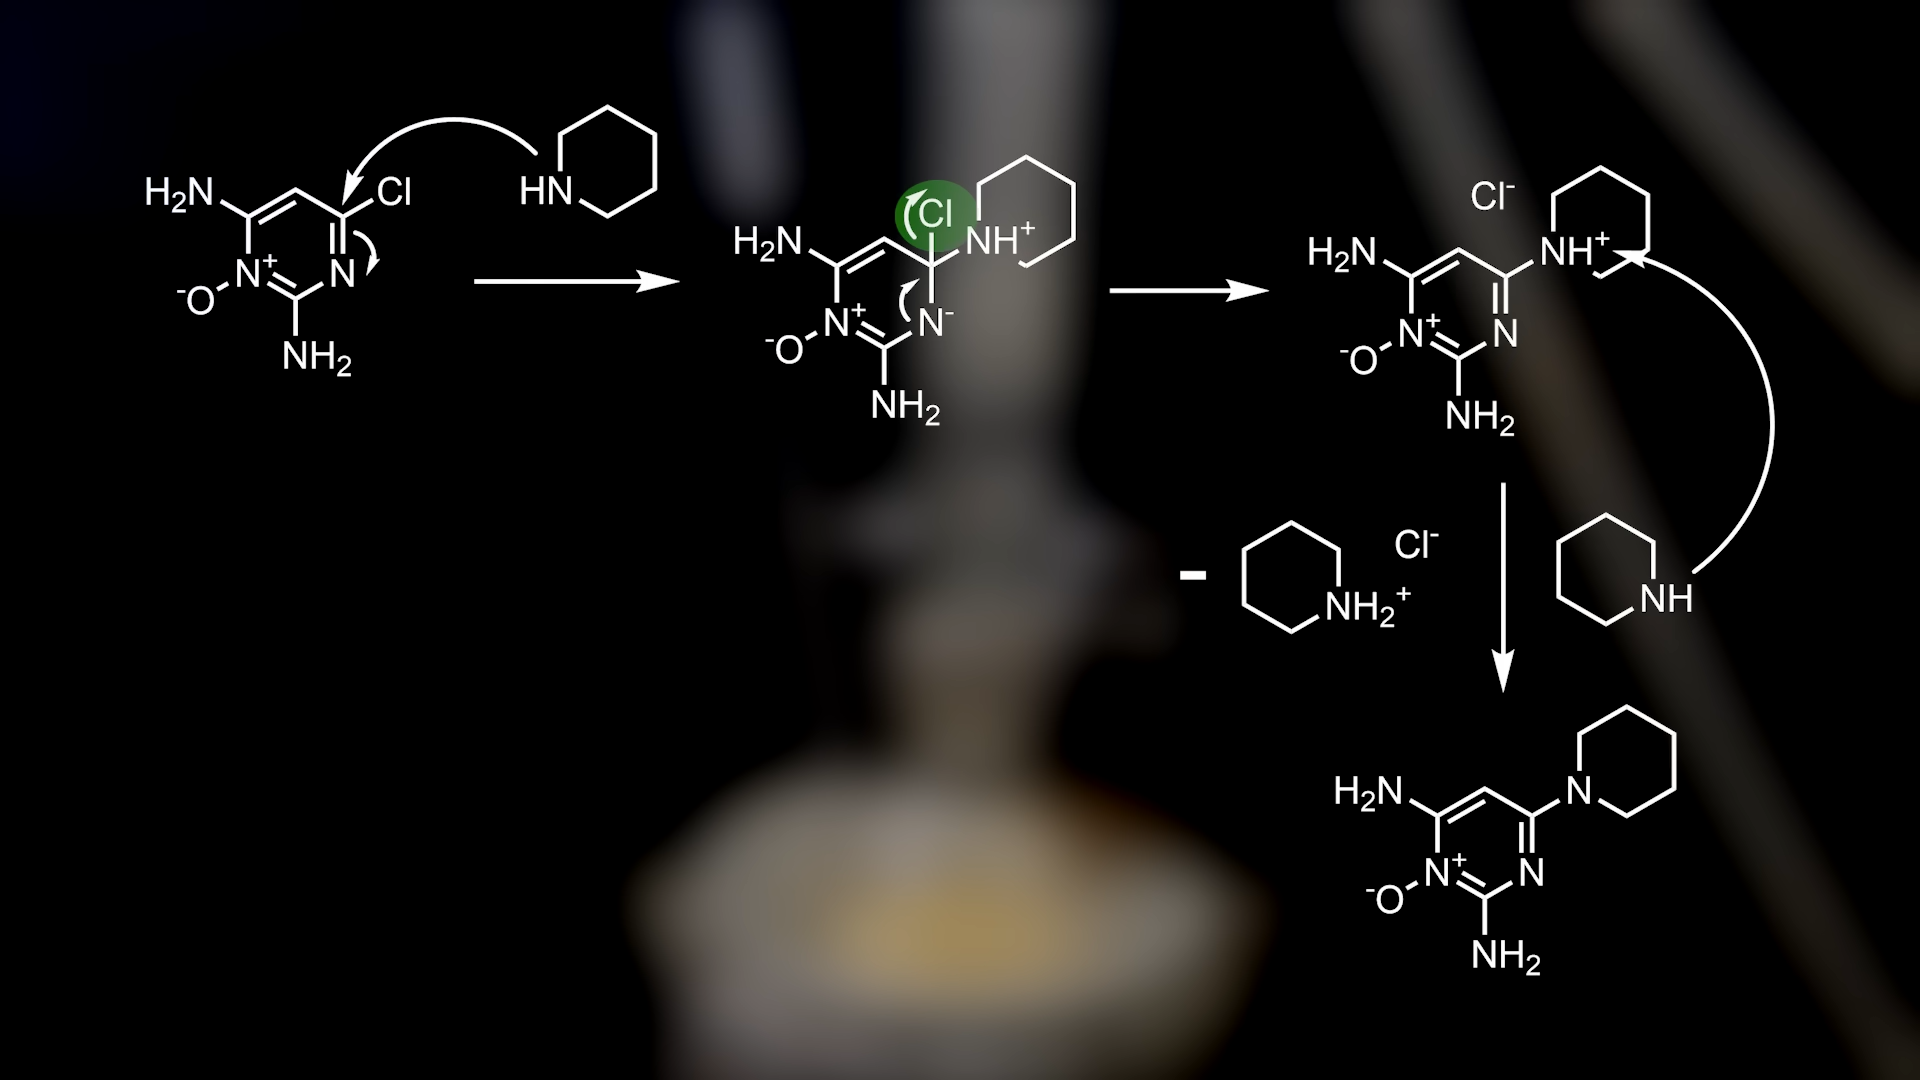 H₂N
Cl
HN
N⁺
N
⁻O
NH₂
Cl
H₂N
NH⁺
N⁺
N⁻
⁻O
NH₂
Cl⁻
H₂N
NH⁺
N⁺
N
⁻O
NH₂
-
Cl⁻
NH₂⁺
NH
H₂N
N
N⁺
N
⁻O
NH₂